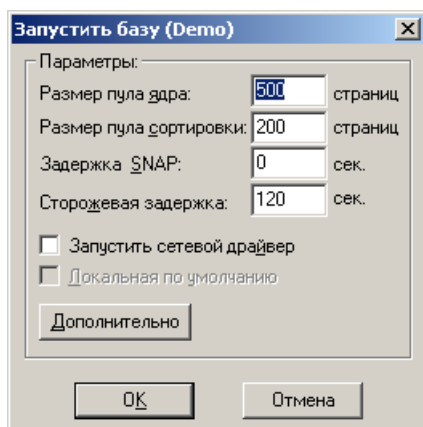 Запустить базу (Demo)
Параметры:
Размер пула ядра: 500 страниц
Размер пула сортировки: 200 страниц
Задержка SNAP: 0 сек.
Сторожевая задержка: 120 сек.
Запустить сетевой драйвер
Локальная по умолчанию
Дополнительно
OK Отмена